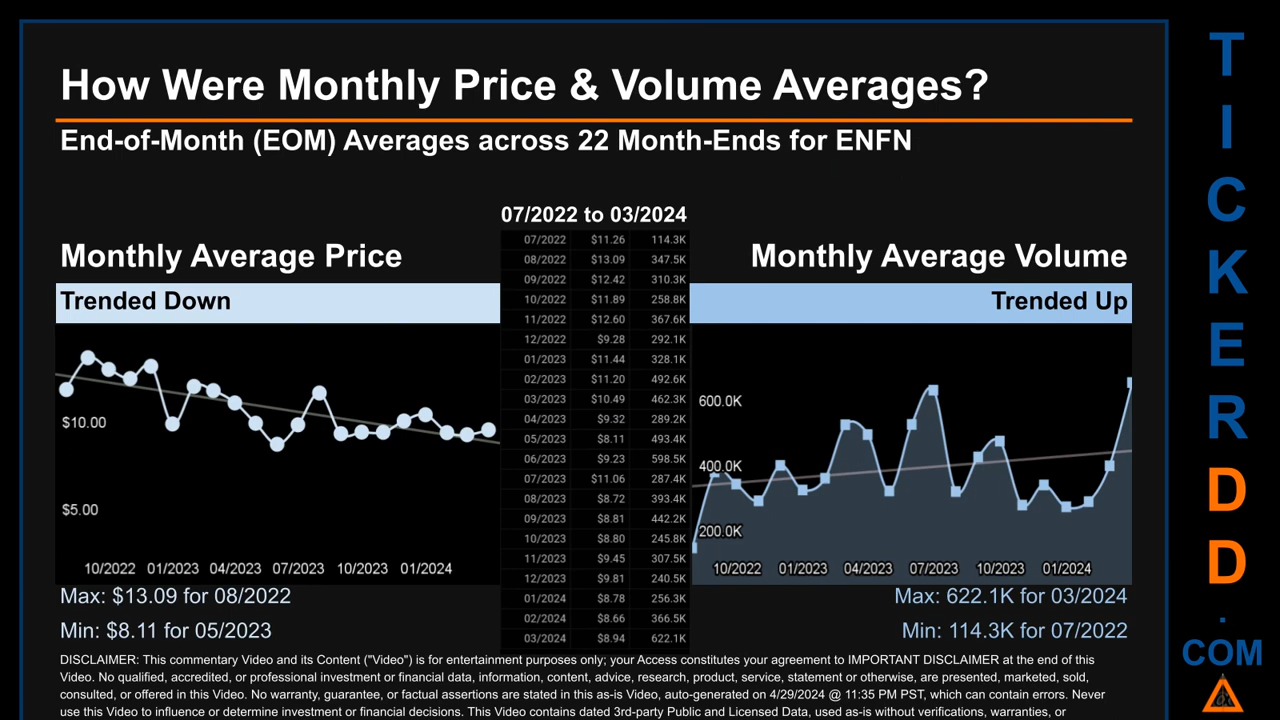 How Were Monthly Price & Volume Averages?
End-of-Month (EOM) Averages across 22 Month-Ends for ENFN
07/2022 to 03/2024
Monthly Average Price
Trended Down
$10.00
$5.00
10/2022 01/2023 04/2023 07/2023 10/2023 01/2024
Max: $13.09 for 08/2022
Min: $8.11 for 05/2023
07/2022 $11.26 114.3K
08/2022 $13.09 347.5K
09/2022 $12.42 310.3K
10/2022 $11.89 258.8K
11/2022 $12.60 367.6K
12/2022 $9.28 292.1K
01/2023 $11.44 328.1K
02/2023 $11.20 492.6K
03/2023 $10.49 462.3K
04/2023 $9.32 289.2K
05/2023 $8.11 493.4K
06/2023 $9.23 598.5K
07/2023 $11.06 287.4K
08/2023 $8.72 393.4K
09/2023 $8.81 442.2K
10/2023 $8.80 245.8K
11/2023 $9.45 307.5K
12/2023 $9.81 240.5K
01/2024 $8.78 256.3K
02/2024 $8.66 366.5K
03/2024 $8.94 622.1K
Monthly Average Volume
Trended Up
600.0K
400.0K
200.0K
10/2022 01/2023 04/2023 07/2023 10/2023 01/2024
Max: 622.1K for 03/2024
Min: 114.3K for 07/2022
DISCLAIMER: This commentary Video and its Content ("Video") is for entertainment purposes only; your Access constitutes your agreement to IMPORTANT DISCLAIMER at the end of this
Video. No qualified, accredited, or professional investment or financial data, information, content, advice, research, product, service, statement or otherwise, are presented, marketed, sold,
consulted, or offered in this Video. No warranty, guarantee, or factual assertions are stated in this as-is Video, auto-generated on 4/29/2024 @ 11:35 PM PST, which can contain errors. Never
use this Video to influence or determine investment or financial decisions. This Video contains dated 3rd-party Public and Licensed Data, used as-is without verifications, warranties, or
T
I
C
K
E
R
D
D
.
COM